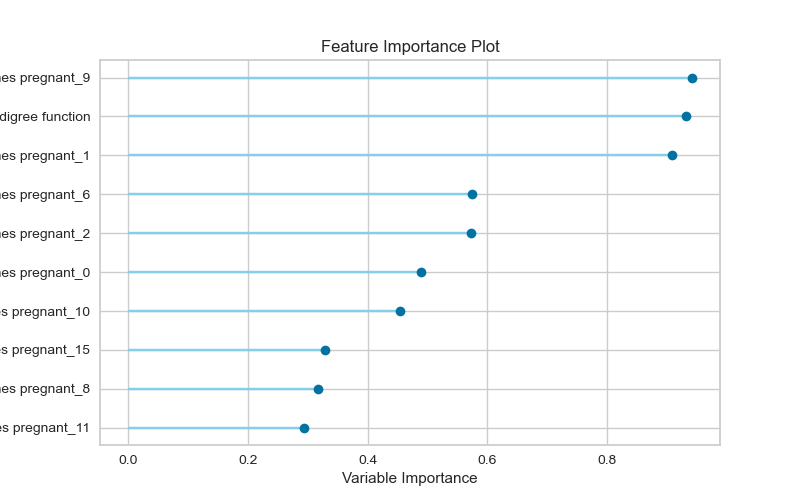 Feature Importance Plot
nes pregnant_9
digree function
nes pregnant_1
nes pregnant_6
nes pregnant_2
nes pregnant_0
es pregnant_10
es pregnant_15
nes pregnant_8
es pregnant_11
0.0 0.2 0.4 0.6 0.8
Variable Importance